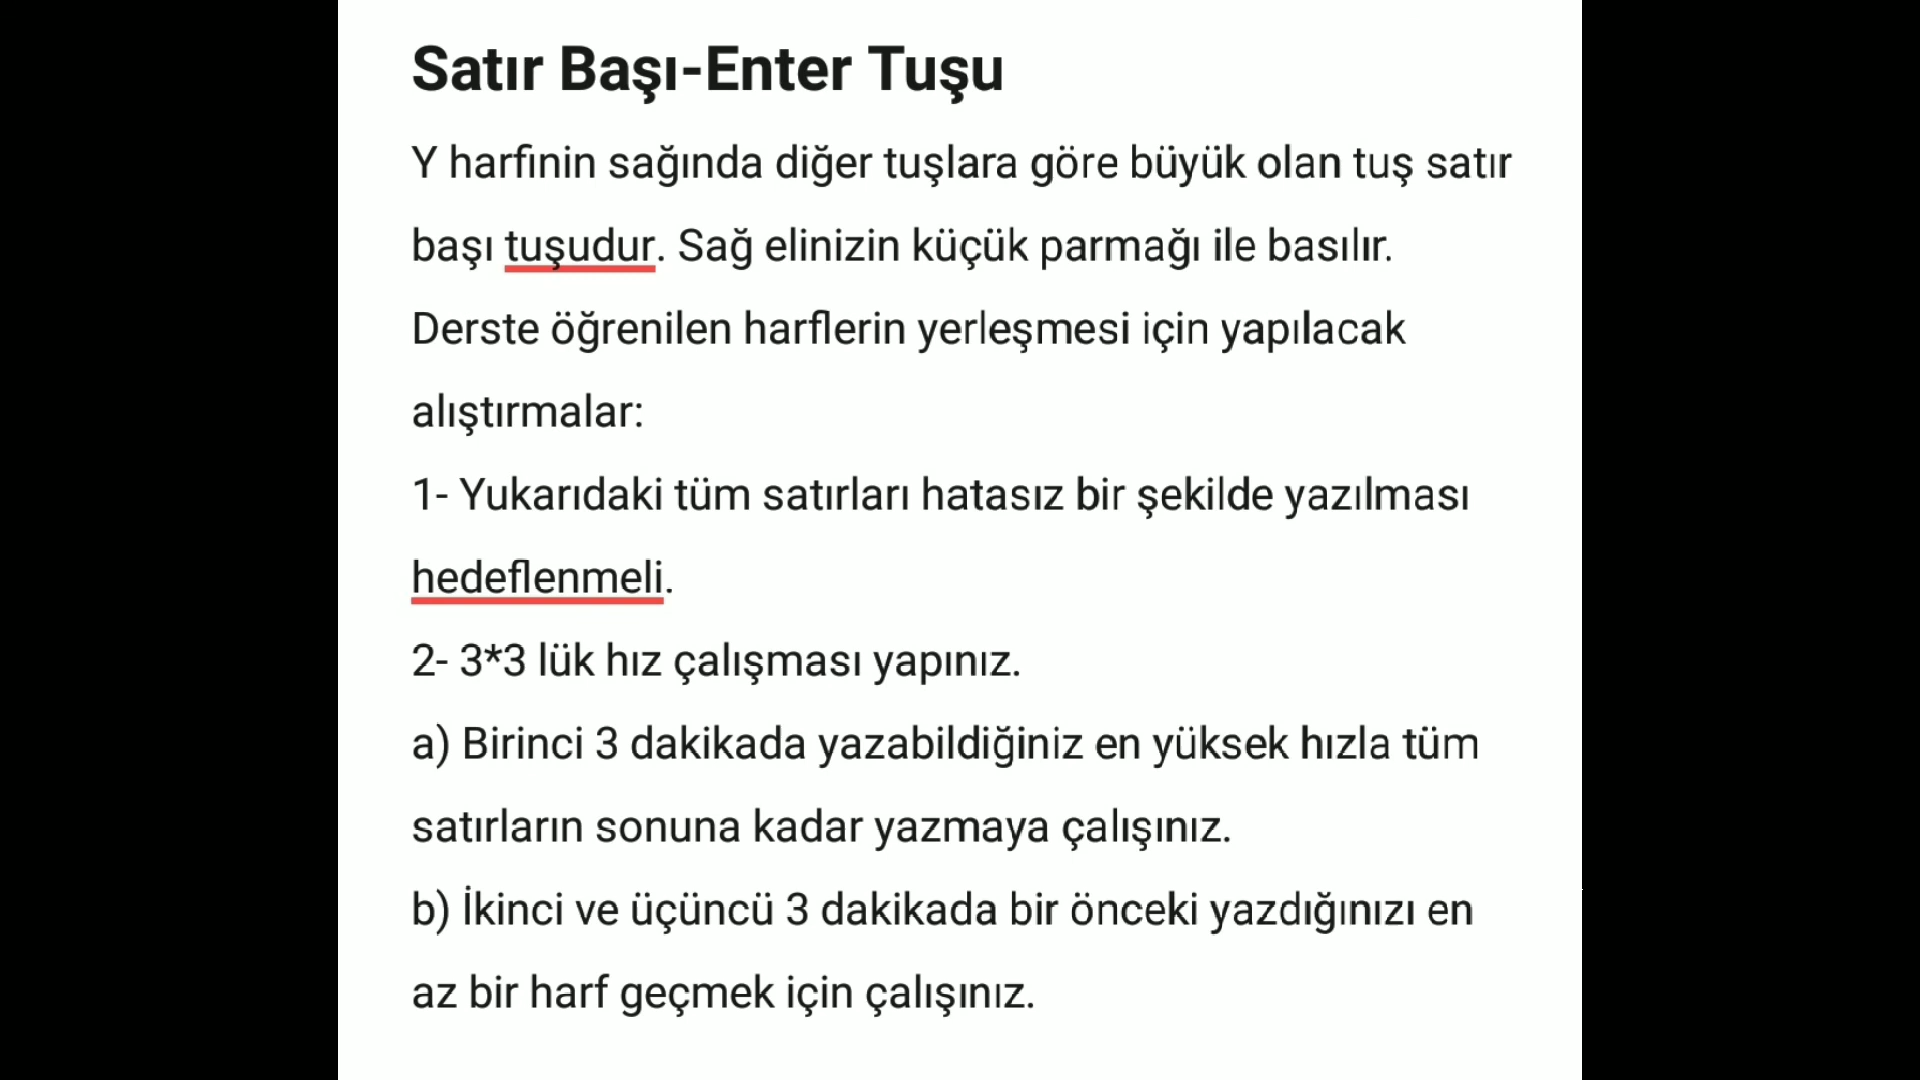 Satır Başı-Enter Tuşu
Y harfinin sağında diğer tuşlara göre büyük olan tuş satır
başı tuşudur. Sağ elinizin küçük parmağı ile basılır.
Derste öğrenilen harflerin yerleşmesi için yapılacak
alıştırmalar:
1- Yukarıdaki tüm satırları hatasız bir şekilde yazılması
hedeflenmeli.
2- 3*3 lük hız çalışması yapınız.
a) Birinci 3 dakikada yazabildiğiniz en yüksek hızla tüm
satırların sonuna kadar yazmaya çalışınız.
b) İkinci ve üçüncü 3 dakikada bir önceki yazdığınızı en
az bir harf geçmek için çalışınız.